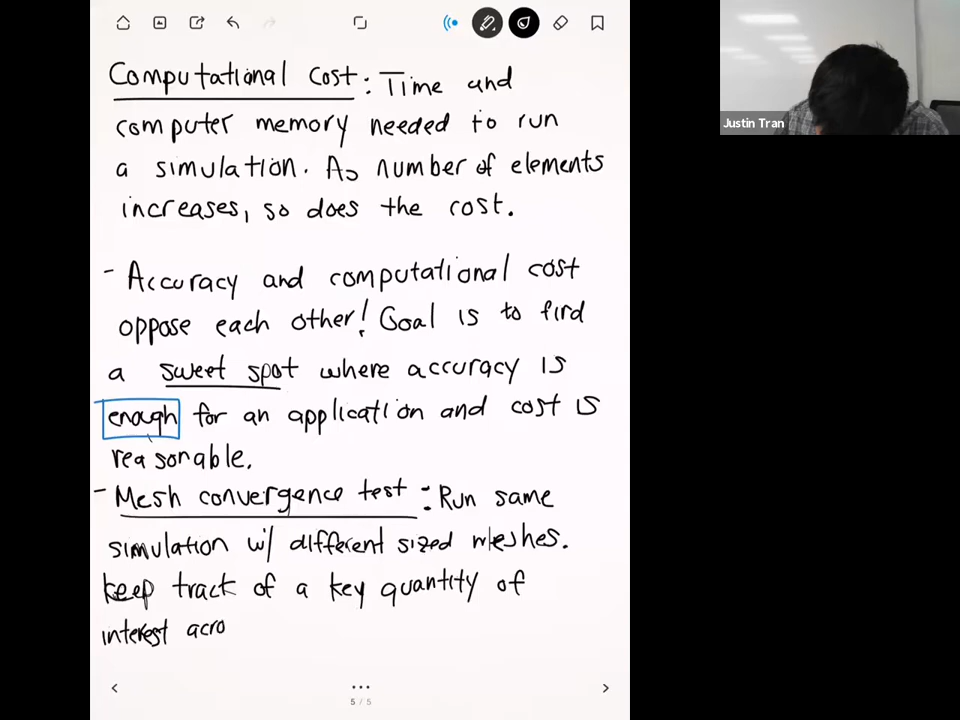 Computational Cost: Time and
computer memory needed to run
a simulation. As number of elements
increases, so does the cost.
- Accuracy and computational cost
oppose each other! Goal is to find
a sweet spot where accuracy is
enough for an application and cost is
reasonable.
- Mesh convergence test: Run same
simulation w/ different sized meshes.
keep track of a key quantity of
interest acro
5 / 5
Justin Tran